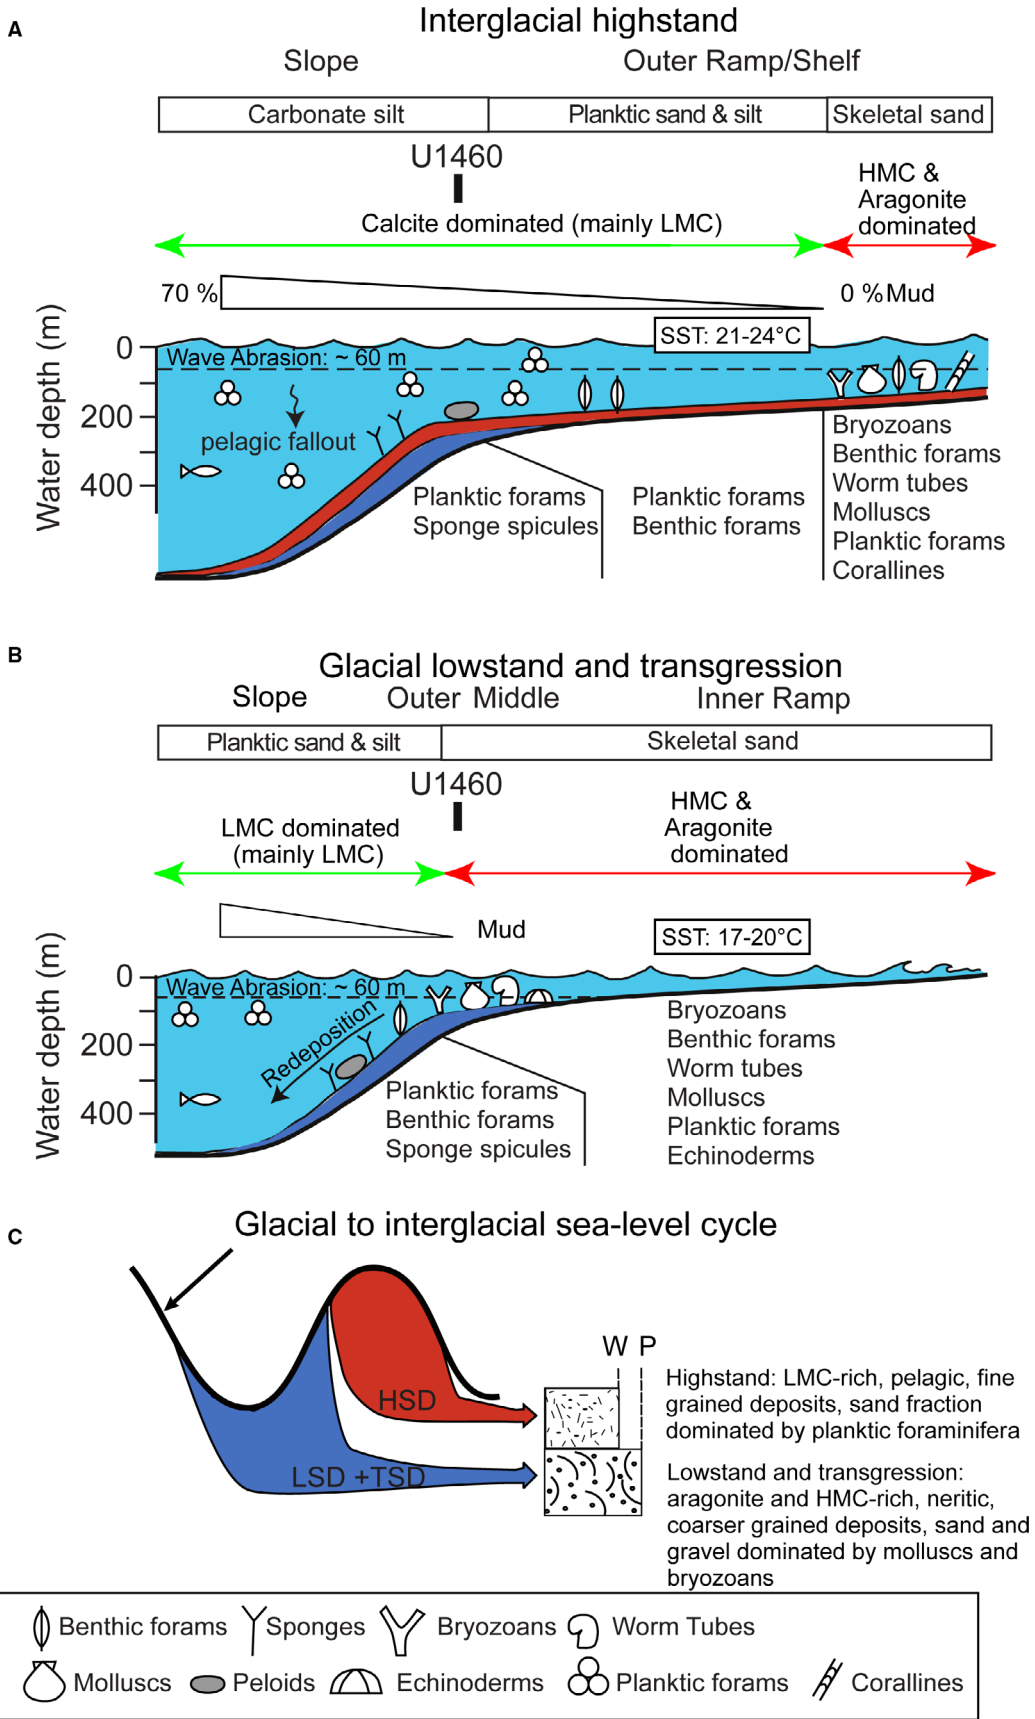 A
Interglacial highstand
Slope
Outer Ramp/Shelf
Carbonate silt
Planktic sand & silt
Skeletal sand
U1460
HMC &
Aragonite
dominated
Calcite dominated (mainly LMC)
70 %
0 % Mud
SST: 21-24°C
Water depth (m)
0
200
400
Wave Abrasion: ~ 60 m
pelagic fallout
Planktic forams
Sponge spicules
Planktic forams
Benthic forams
Bryozoans
Benthic forams
Worm tubes
Molluscs
Planktic forams
Corallines
B
Glacial lowstand and transgression
Slope
Outer Middle
Inner Ramp
Planktic sand & silt
Skeletal sand
U1460
LMC dominated
(mainly LMC)
HMC &
Aragonite
dominated
Mud
SST: 17-20°C
Water depth (m)
0
200
400
Wave Abrasion: ~ 60 m
Redeposition
Planktic forams
Benthic forams
Sponge spicules
Bryozoans
Benthic forams
Worm tubes
Molluscs
Planktic forams
Echinoderms
C
Glacial to interglacial sea-level cycle
HSD
LSD +TSD
W P
Highstand: LMC-rich, pelagic, fine
grained deposits, sand fraction
dominated by planktic foraminifera
Lowstand and transgression:
aragonite and HMC-rich, neritic,
coarser grained deposits, sand and
gravel dominated by molluscs and
bryozoans
Benthic forams
Sponges
Bryozoans
Worm Tubes
Molluscs
Peloids
Echinoderms
Planktic forams
Corallines